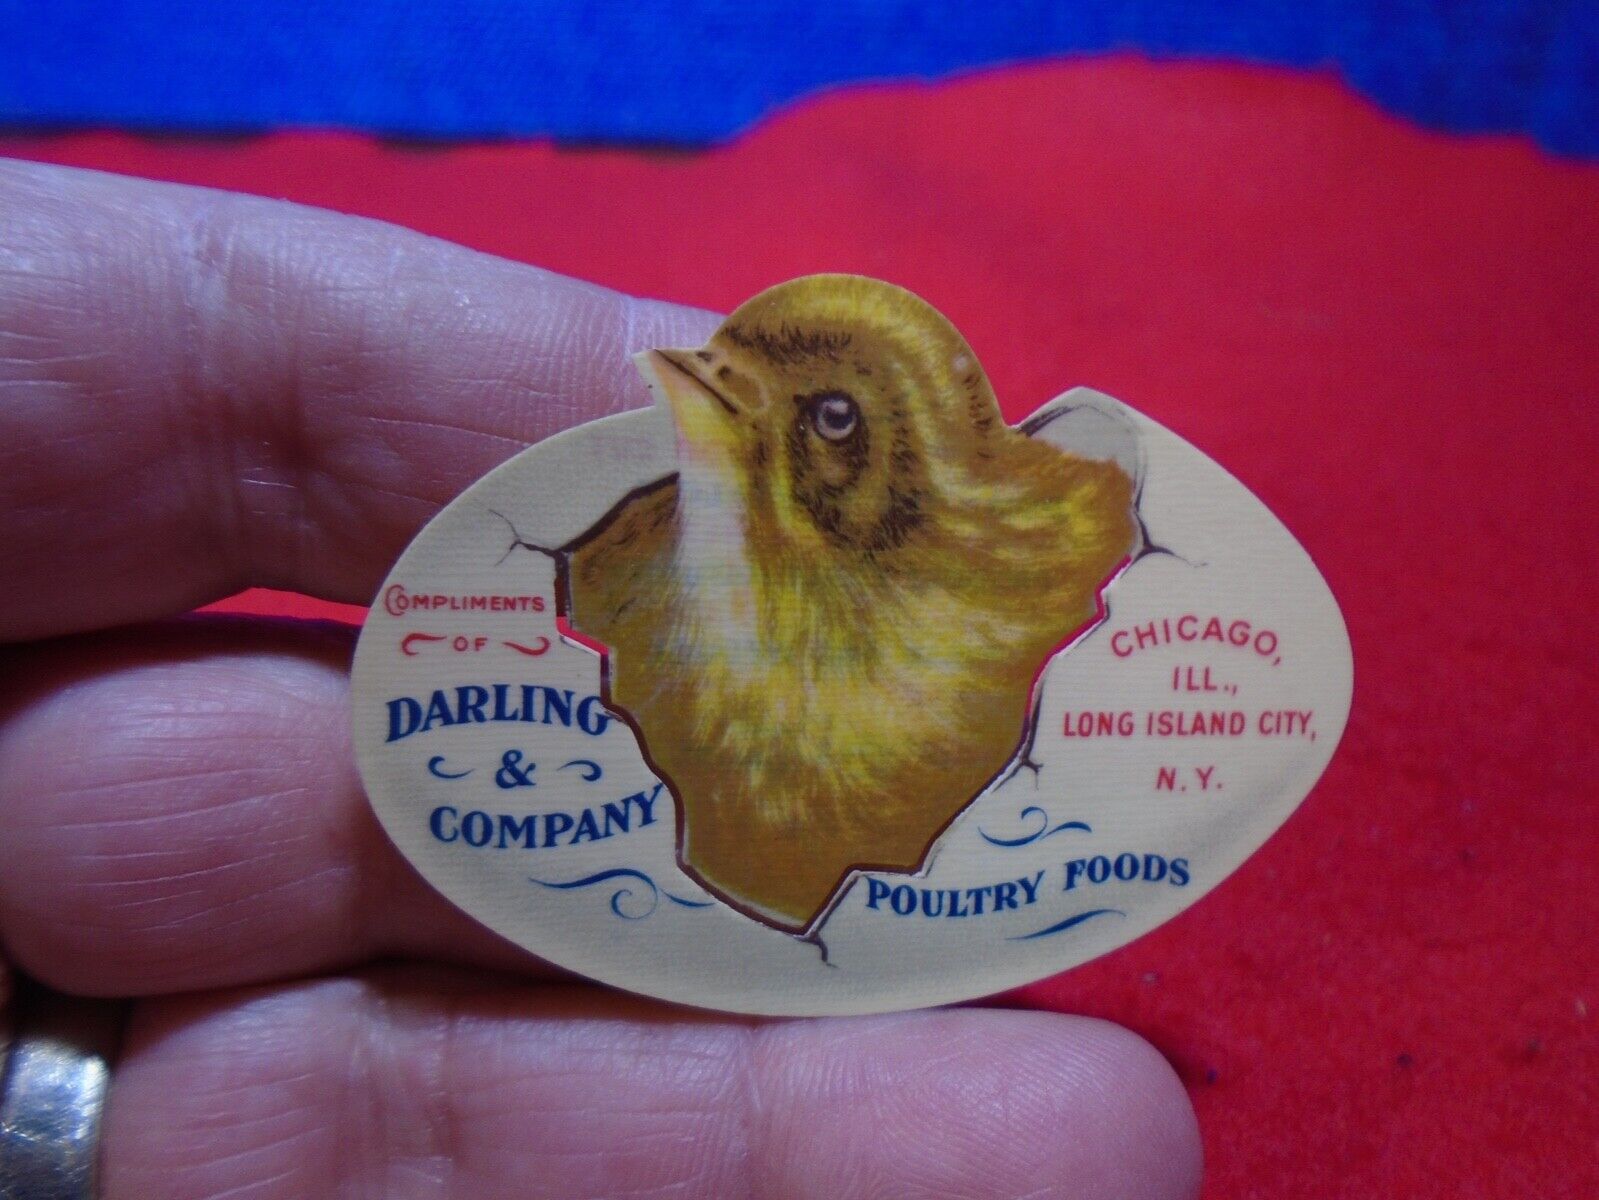 COMPLIMENTS
OF
DARLING
&
COMPANY
CHICAGO,
ILL.,
LONG ISLAND CITY,
N.Y.
POULTRY FOODS